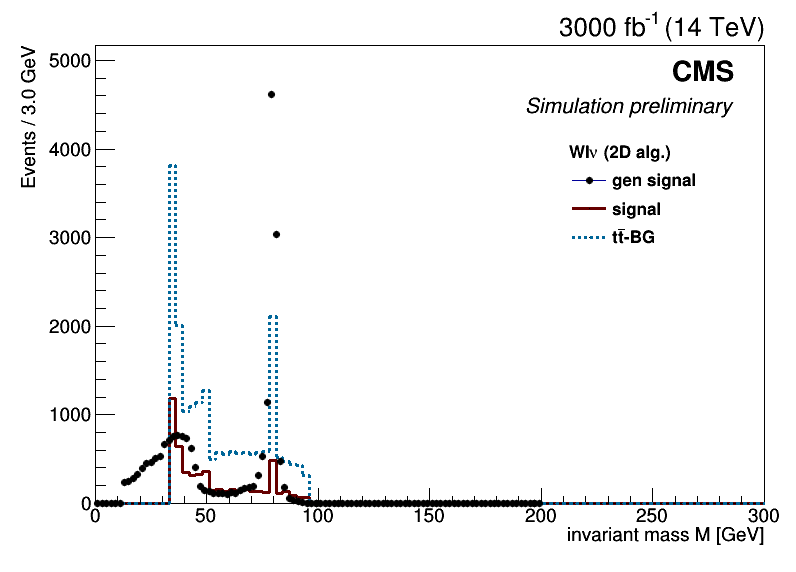 3000 fb⁻¹ (14 TeV)
CMS
Simulation preliminary
Wlν (2D alg.)
gen signal
signal
tt̄-BG
Events / 3.0 GeV
5000
4000
3000
2000
1000
0
0 50 100 150 200 250 300
invariant mass M [GeV]